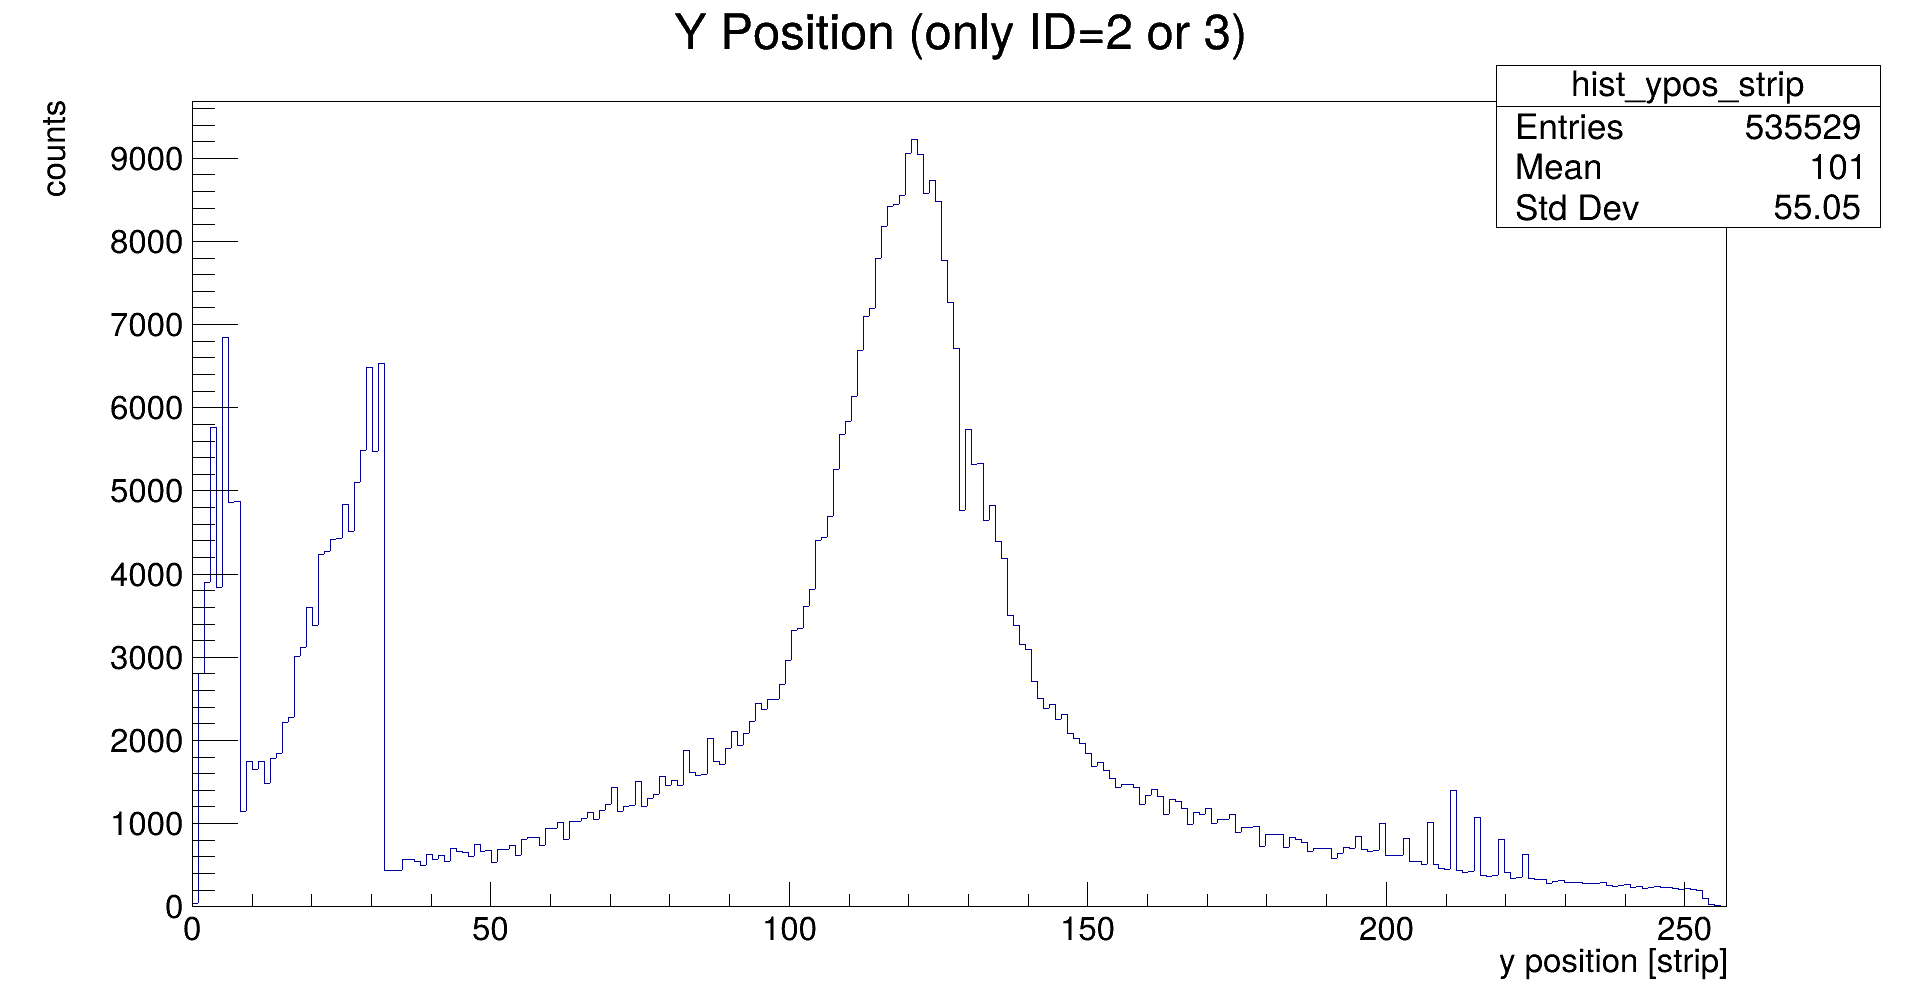 Y Position (only ID=2 or 3)
hist_ypos_strip
Entries 535529
Mean 101
Std Dev 55.05
counts
9000
8000
7000
6000
5000
4000
3000
2000
1000
0
0 50 100 150 200 250
y position [strip]